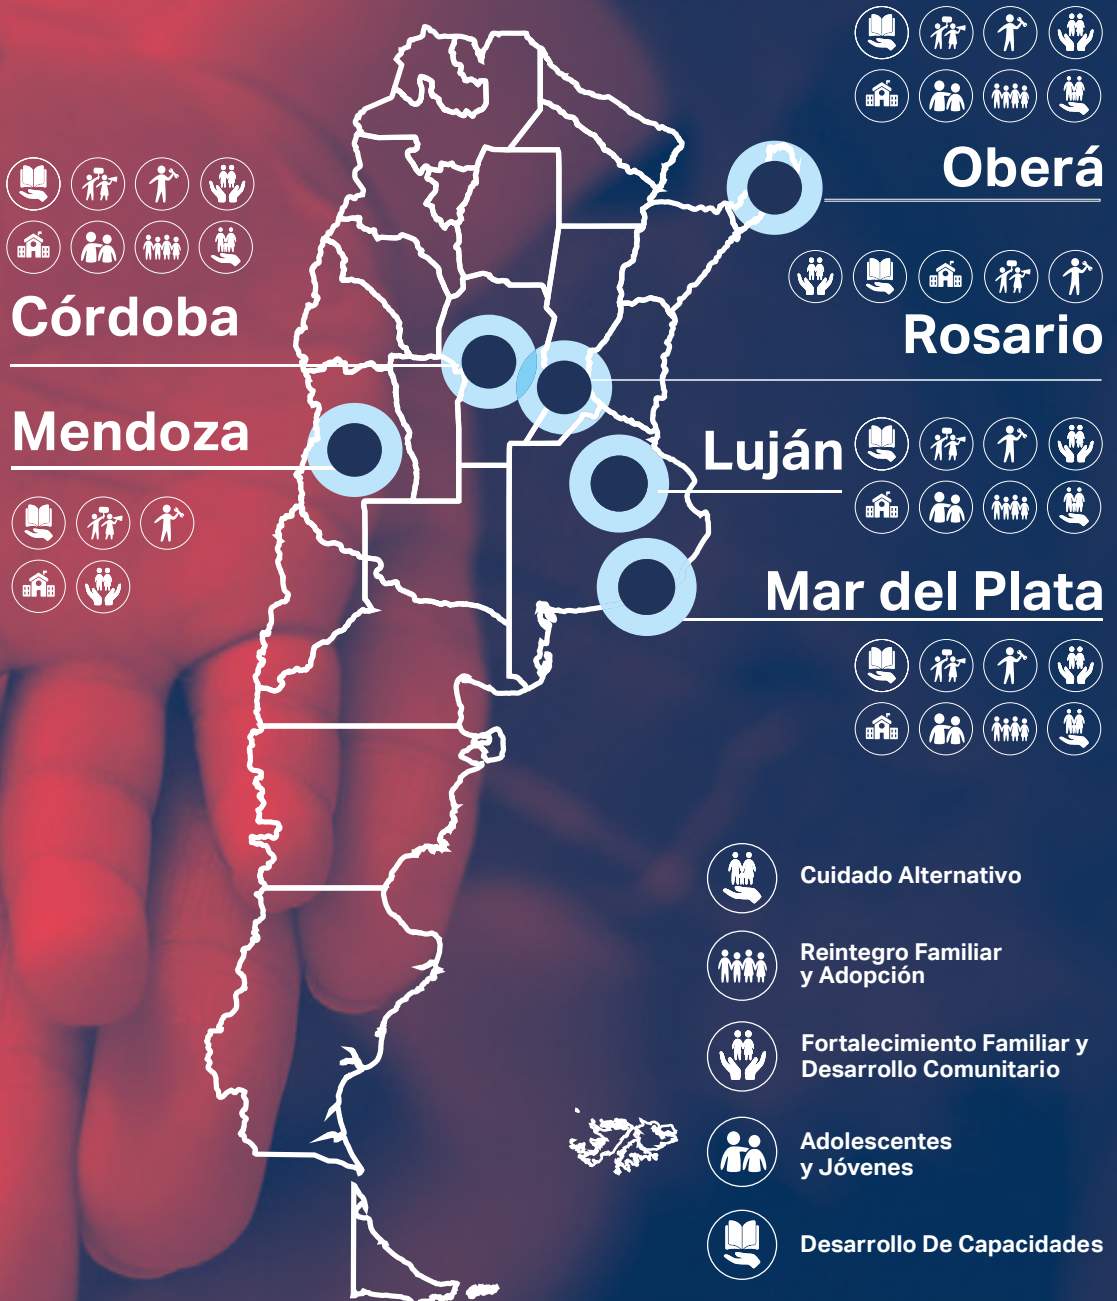 Oberá
Córdoba
Rosario
Mendoza
Luján
Mar del Plata
Cuidado Alternativo
Reintegro Familiar
y Adopción
Fortalecimiento Familiar y
Desarrollo Comunitario
Adolescentes
y Jóvenes
Desarrollo De Capacidades